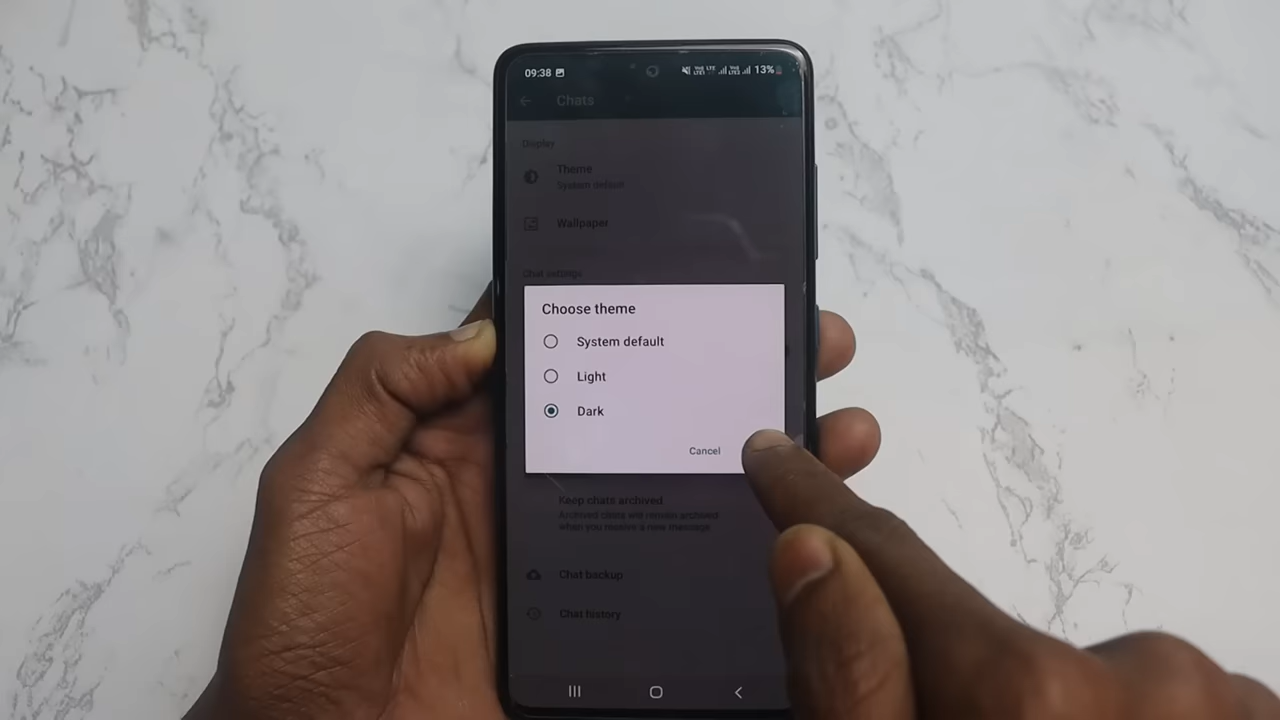 09:38
13%
Chats
Display
Theme
System default
Wallpaper
Chat settings
Choose theme
System default
Light
Dark
Cancel
Keep chats archived
Archived chats will remain archived
when you receive a new message
Chat backup
Chat history